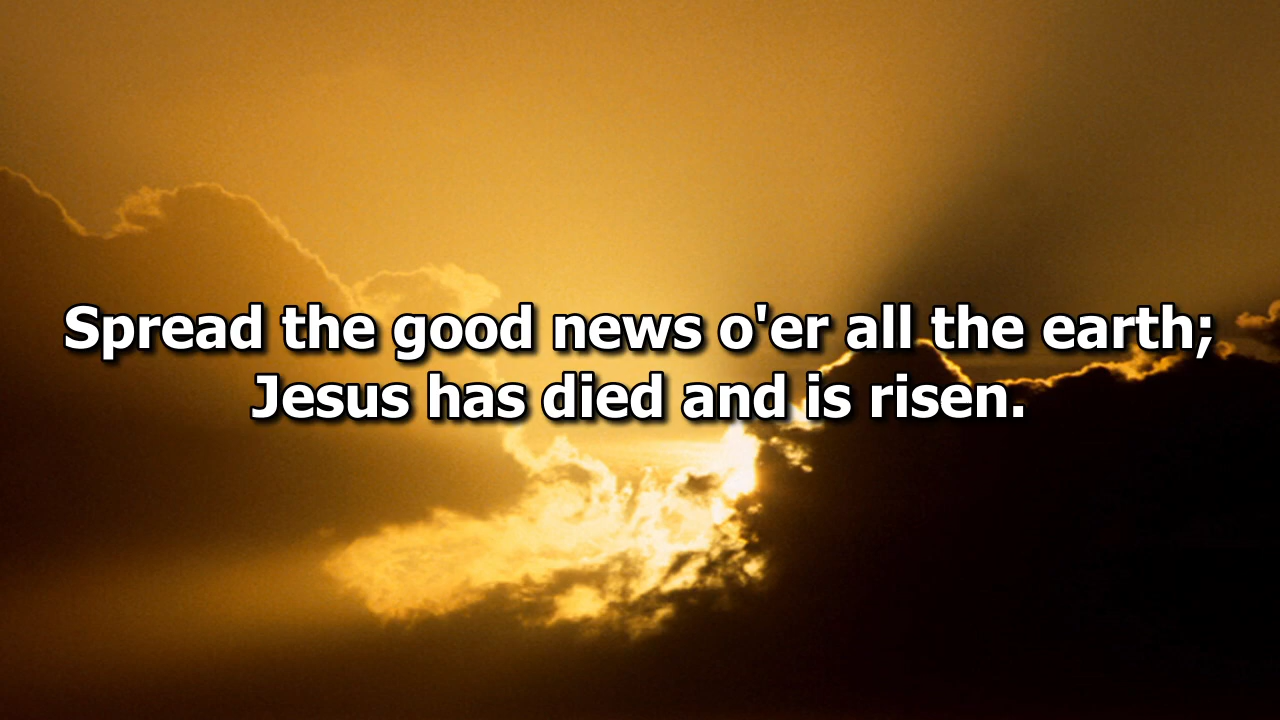 Spread the good news o'er all the earth;
Jesus has died and is risen.